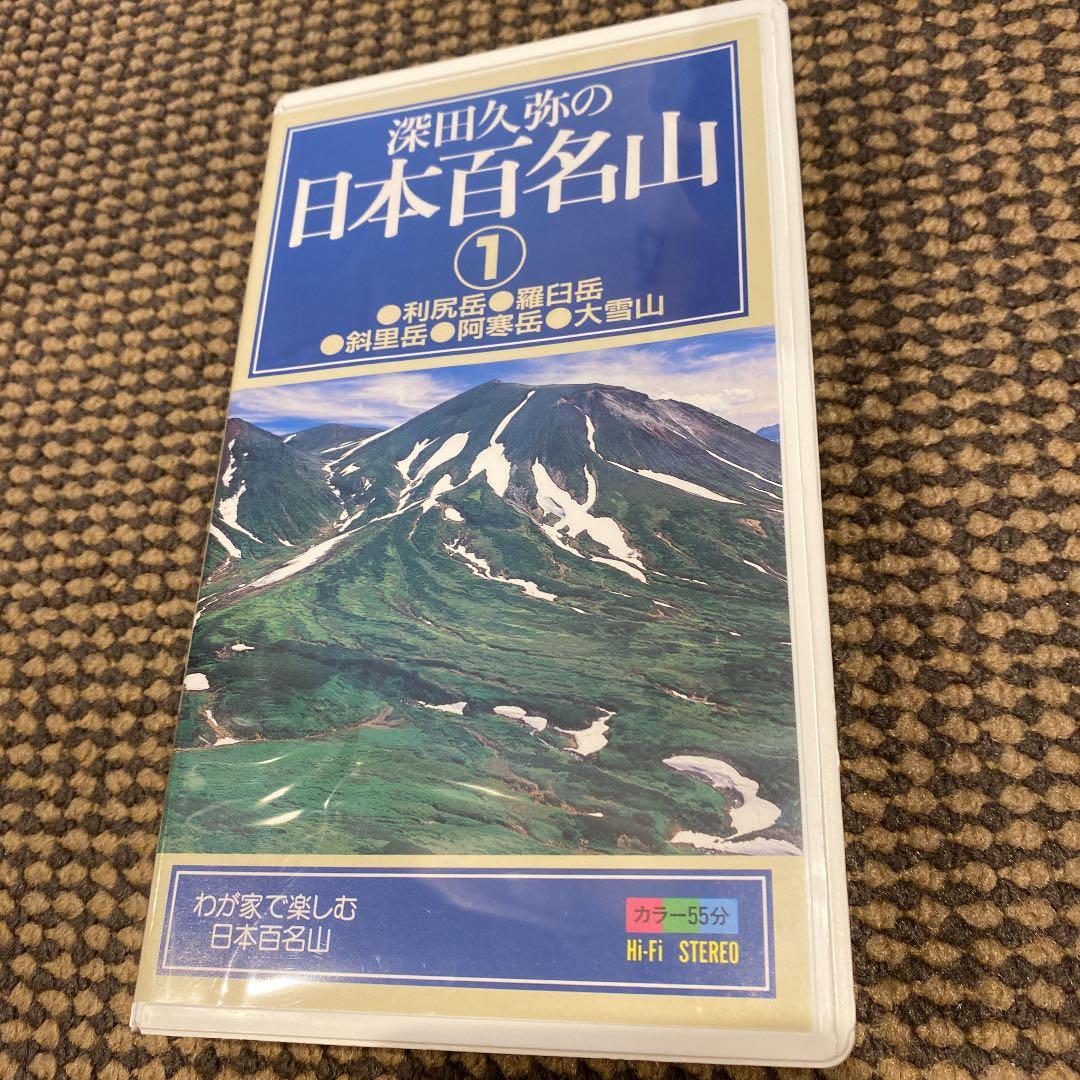 深田久弥の
日本百名山
①
●利尻岳●羅臼岳
●斜里岳●阿寒岳●大雪山
わが家で楽しむ
日本百名山
カラー55分
Hi-Fi STEREO